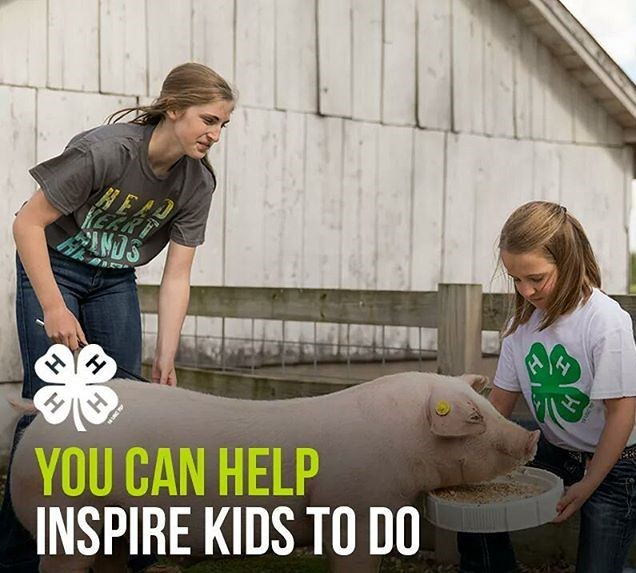 HEAD
HEART
HANDS
H H
H H
H H
H H
YOU CAN HELP
INSPIRE KIDS TO DO